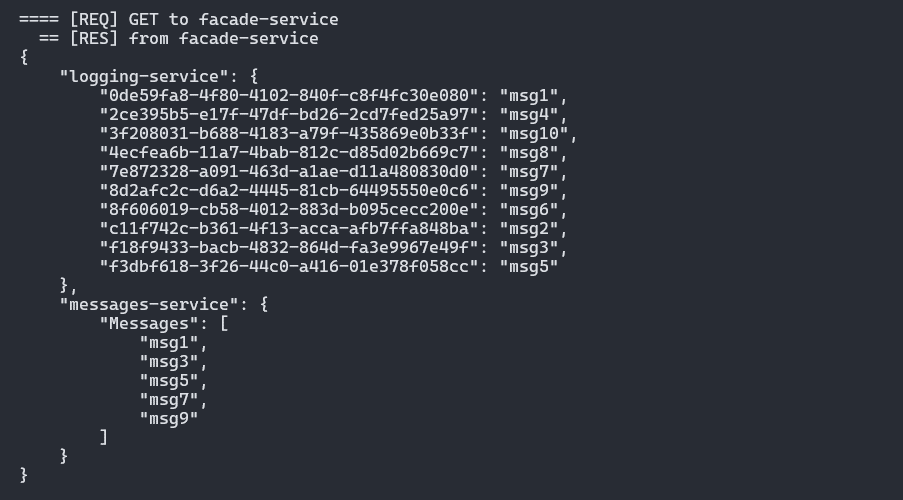 ==== [REQ] GET to facade-service
  == [RES] from facade-service
{
    "logging-service": {
        "0de59fa8-4f80-4102-840f-c8f4fc30e080": "msg1",
        "2ce395b5-e17f-47df-bd26-2cd7fed25a97": "msg4",
        "3f208031-b688-4183-a79f-435869e0b33f": "msg10",
        "4ecfea6b-11a7-4bab-812c-d85d02b669c7": "msg8",
        "7e872328-a091-463d-a1ae-d11a480830d0": "msg7",
        "8d2afc2c-d6a2-4445-81cb-64495550e0c6": "msg9",
        "8f606019-cb58-4012-883d-b095cecc200e": "msg6",
        "c11f742c-b361-4f13-acca-afb7ffa848ba": "msg2",
        "f18f9433-bacb-4832-864d-fa3e9967e49f": "msg3",
        "f3dbf618-3f26-44c0-a416-01e378f058cc": "msg5"
    },
    "messages-service": {
        "Messages": [
            "msg1",
            "msg3",
            "msg5",
            "msg7",
            "msg9"
        ]
    }
}